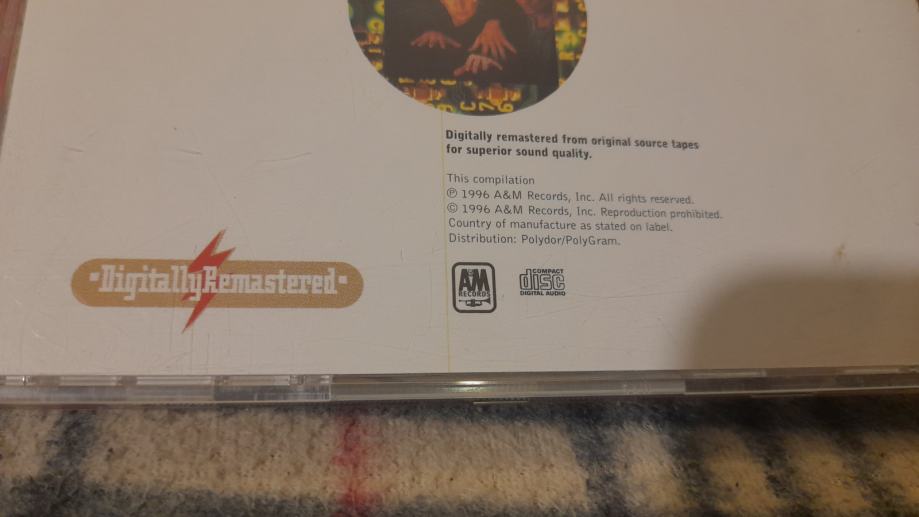 Digitally remastered from original source tapes
for superior sound quality.
This compilation
℗ 1996 A&M Records, Inc. All rights reserved.
© 1996 A&M Records, Inc. Reproduction prohibited.
Country of manufacture as stated on label.
Distribution: Polydor/PolyGram.
·DigitallyRemastered·
A&M
RECORDS
COMPACT
disc
DIGITAL AUDIO